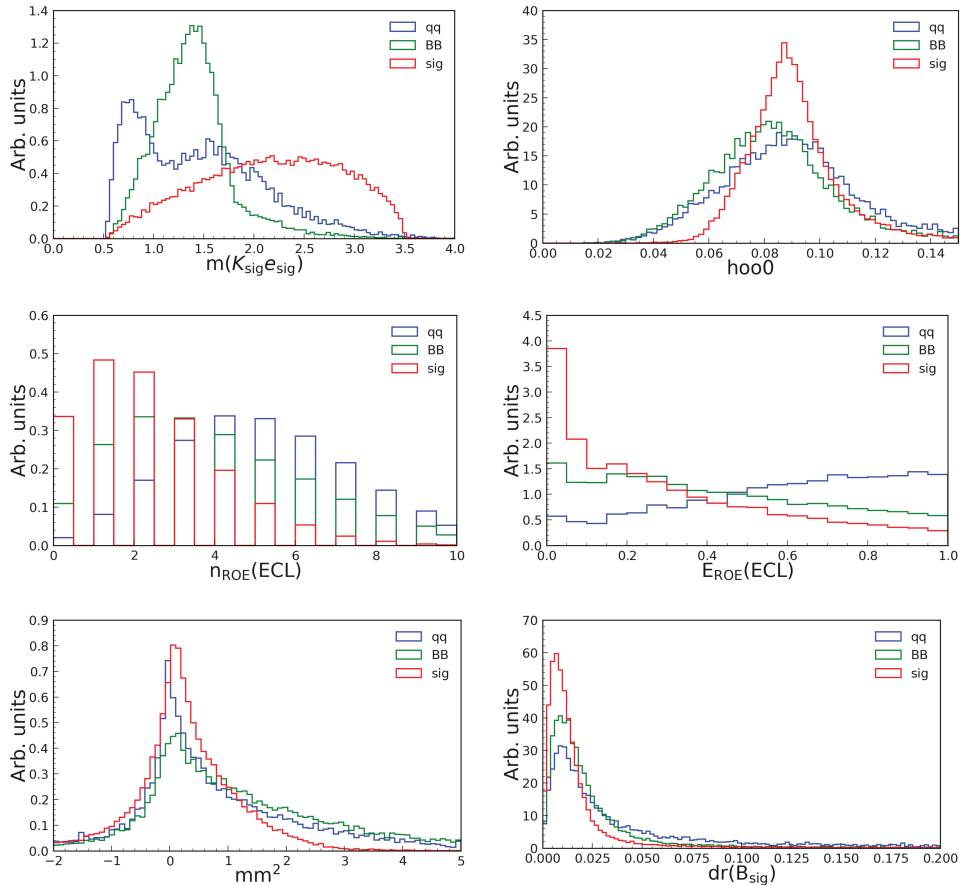 Arb. units
1.4
1.2
1.0
0.8
0.6
0.4
0.2
0.0
0.0 0.5 1.0 1.5 2.0 2.5 3.0 3.5 4.0
m(K_sig e_sig)
qq
BB
sig
Arb. units
40
35
30
25
20
15
10
5
0
0.00 0.02 0.04 0.06 0.08 0.10 0.12 0.14
hoo0
qq
BB
sig
Arb. units
0.6
0.5
0.4
0.3
0.2
0.1
0.0
0 2 4 6 8 10
n_ROE(ECL)
qq
BB
sig
Arb. units
4.5
4.0
3.5
3.0
2.5
2.0
1.5
1.0
0.5
0.0
0.0 0.2 0.4 0.6 0.8 1.0
E_ROE(ECL)
qq
BB
sig
Arb. units
0.9
0.8
0.7
0.6
0.5
0.4
0.3
0.2
0.1
0.0
−2 −1 0 1 2 3 4 5
mm²
qq
BB
sig
Arb. units
70
60
50
40
30
20
10
0
0.000 0.025 0.050 0.075 0.100 0.125 0.150 0.175 0.200
dr(B_sig)
qq
BB
sig